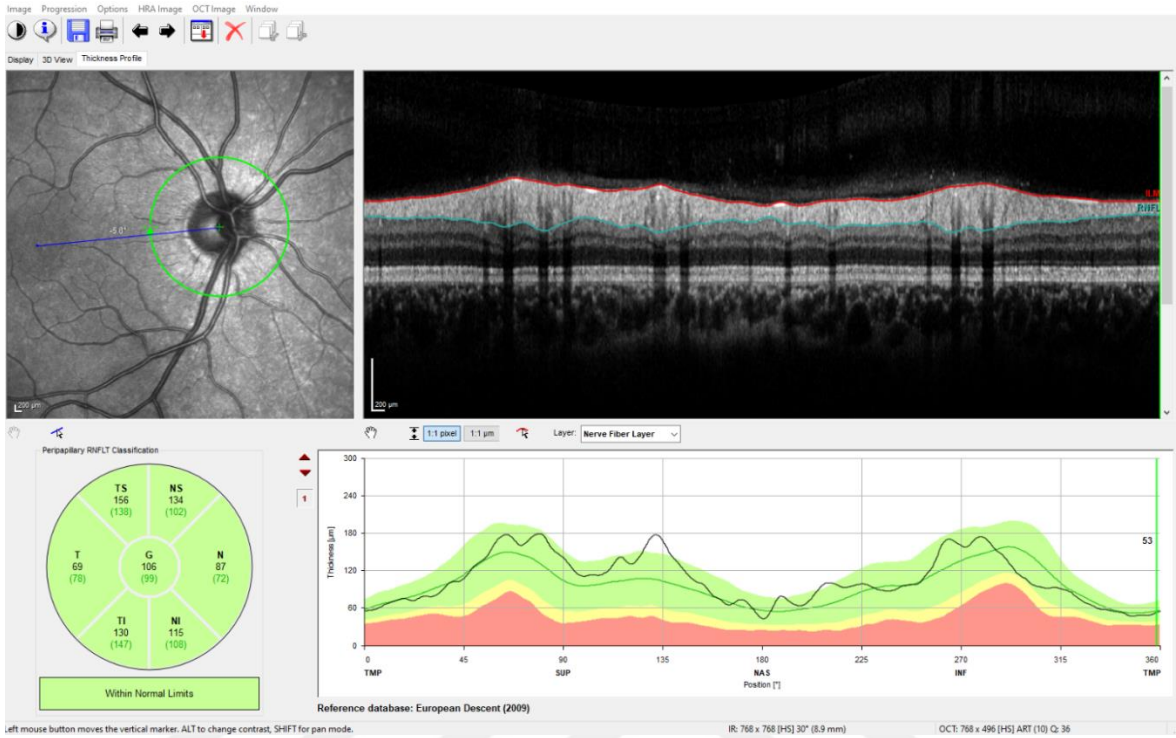 Image Progression Options HRA Image OCT Image Window
Display 3D View Thickness Profile
-5.0°
200 µm
ILM
RNFL
200 µm
1:1 pixel 1:1 µm Layer: Nerve Fiber Layer
Peripapillary RNFLT Classification
TS
156
(138)
NS
134
(102)
T
69
(78)
G
106
(99)
N
87
(72)
TI
130
(147)
NI
115
(108)
Within Normal Limits
1
Thickness [µm]
300
240
180
120
60
0
53
0 45 90 135 180 225 270 315 360
TMP SUP NAS INF TMP
Position [°]
Reference database: European Descent (2009)
Left mouse button moves the vertical marker. ALT to change contrast, SHIFT for pan mode. IR: 768 x 768 [HS] 30° (8.9 mm) OCT: 768 x 496 [HS] ART (10) Q: 36